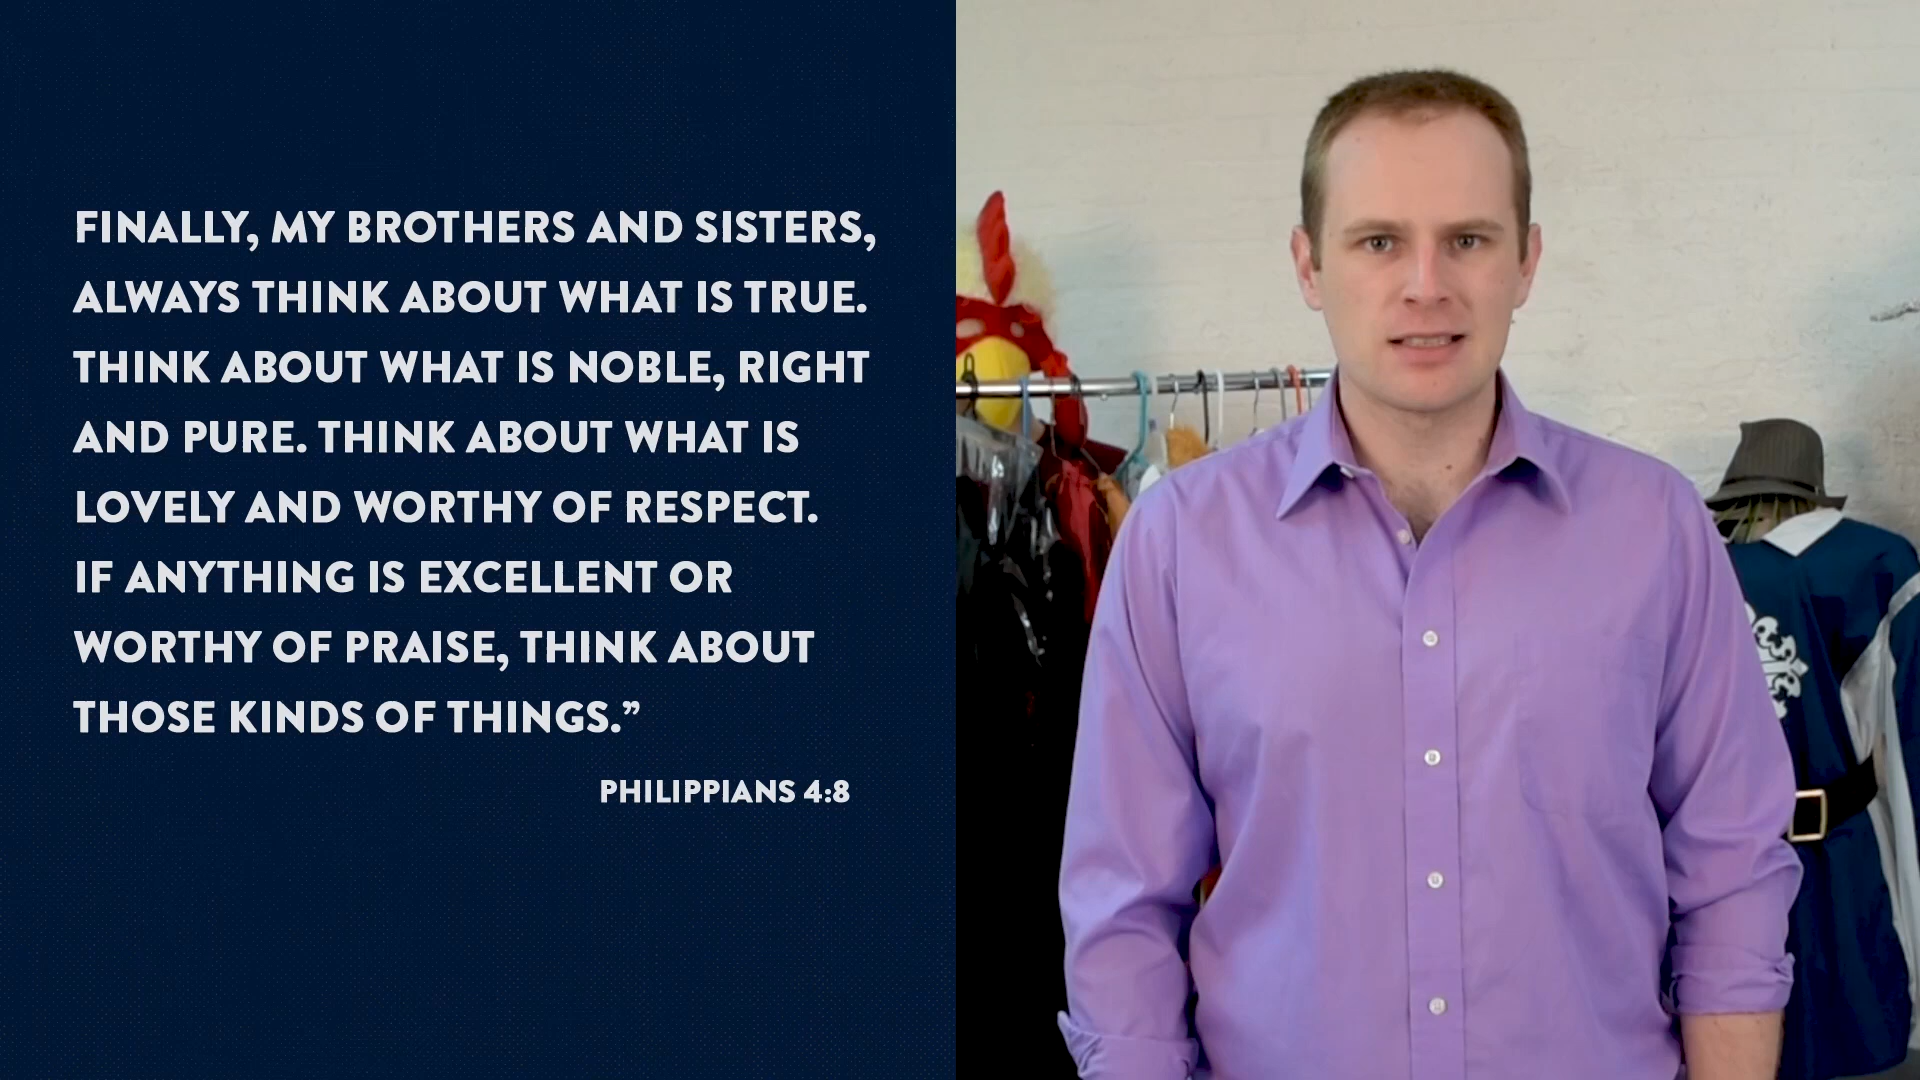 FINALLY, MY BROTHERS AND SISTERS,
ALWAYS THINK ABOUT WHAT IS TRUE.
THINK ABOUT WHAT IS NOBLE, RIGHT
AND PURE. THINK ABOUT WHAT IS
LOVELY AND WORTHY OF RESPECT.
IF ANYTHING IS EXCELLENT OR
WORTHY OF PRAISE, THINK ABOUT
THOSE KINDS OF THINGS.”
PHILIPPIANS 4:8